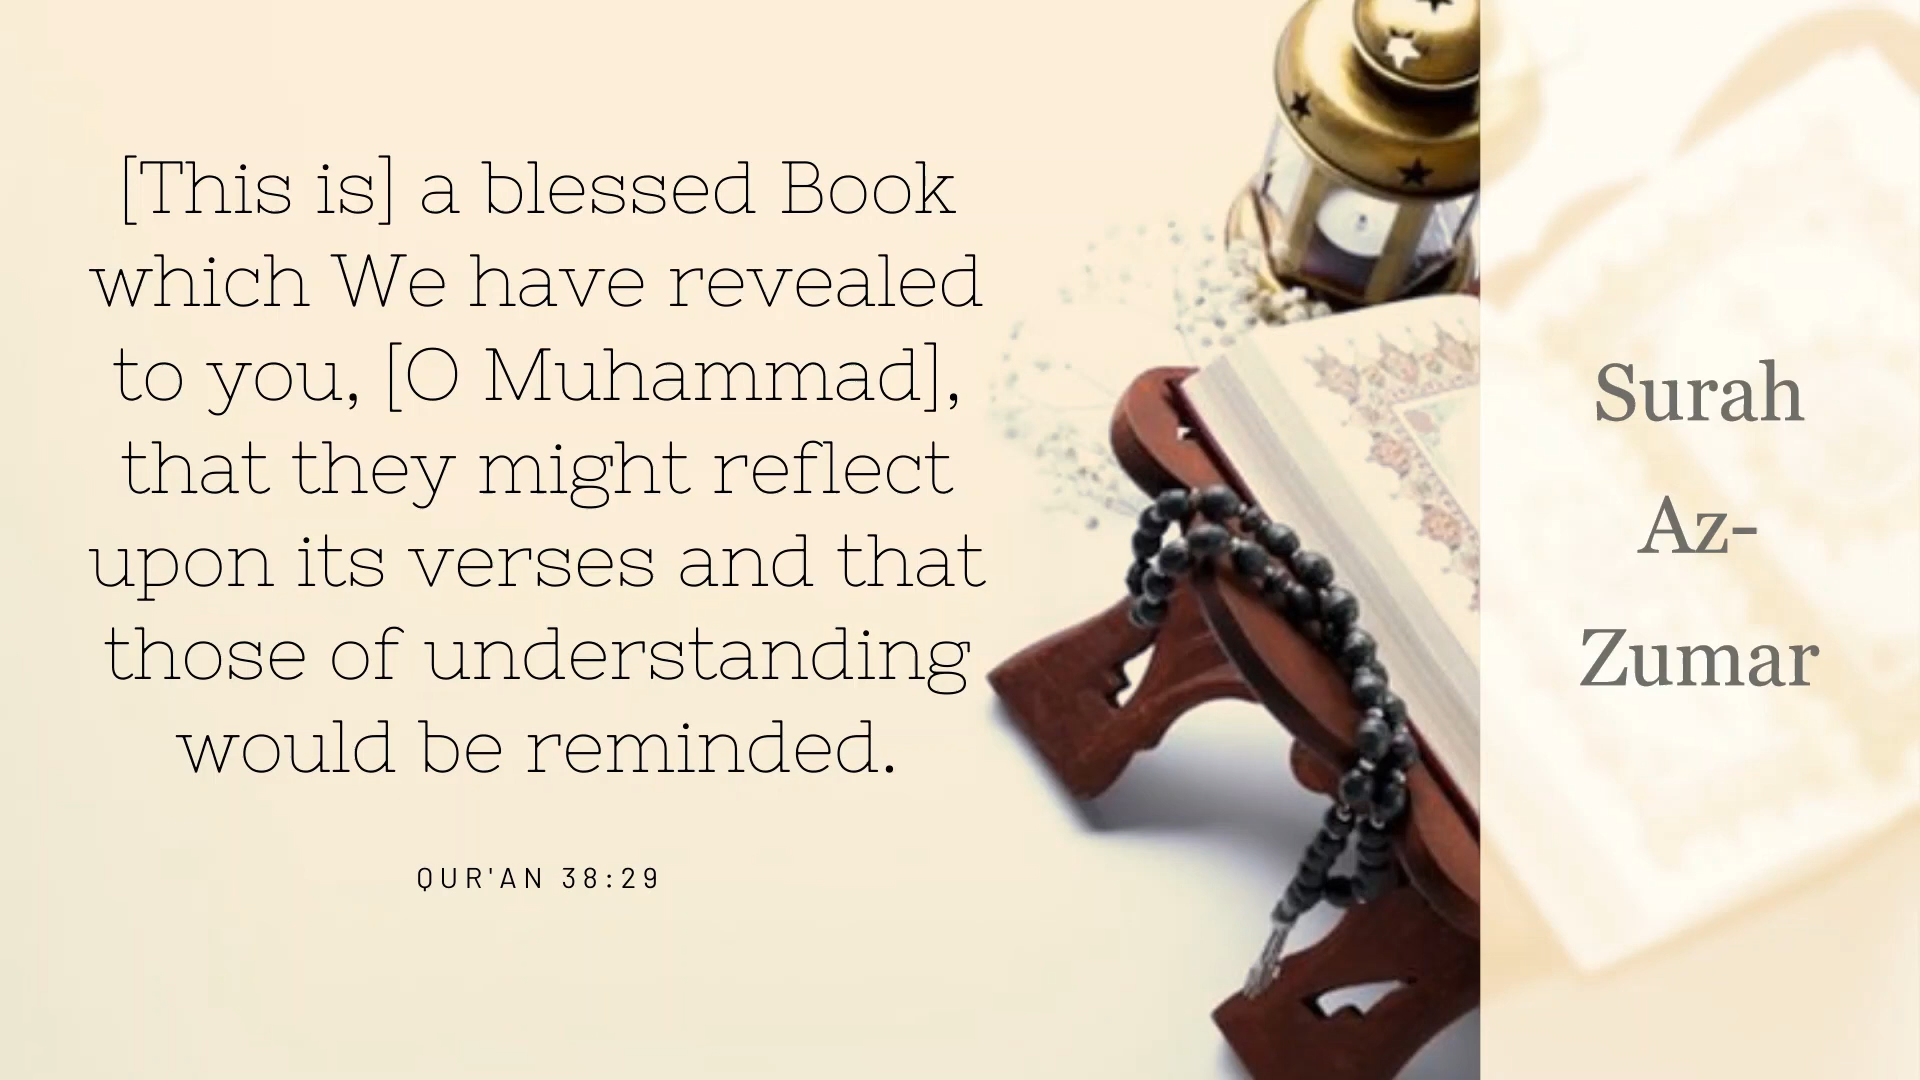 [This is] a blessed Book
which We have revealed
to you, [O Muhammad],
that they might reflect
upon its verses and that
those of understanding
would be reminded.
QUR'AN 38:29
Surah
Az-
Zumar